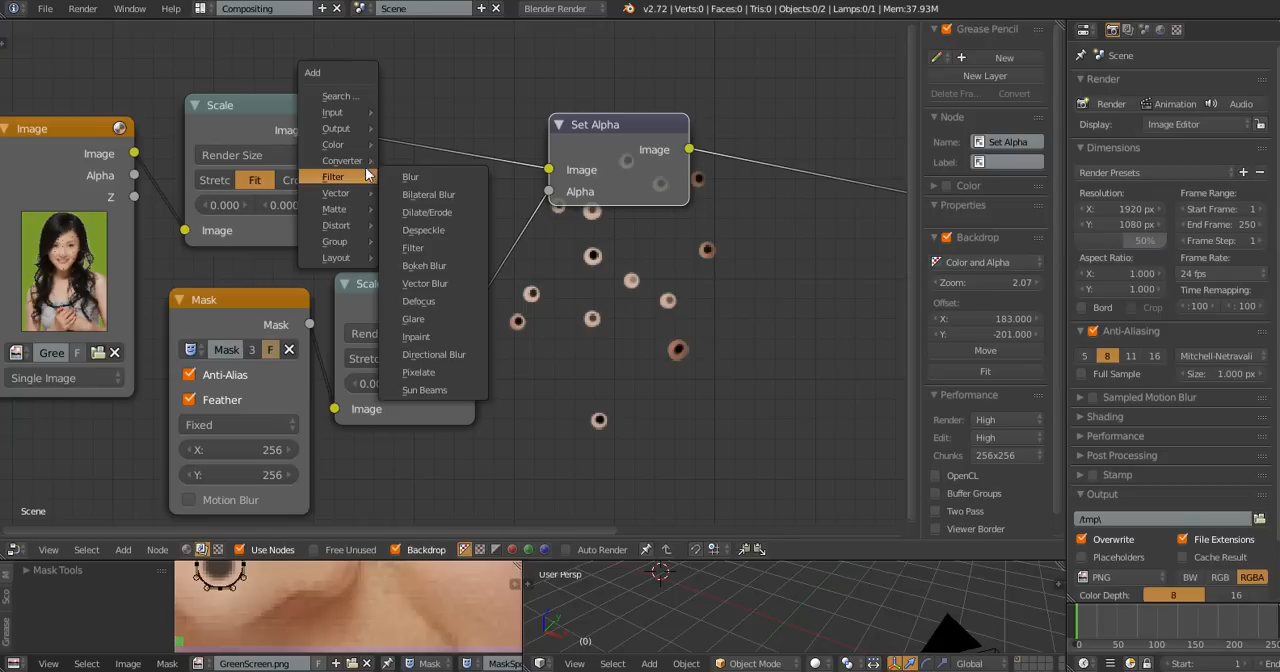 File Render Window Help Compositing Scene Blender Render v2.72 | Verts:0 | Faces:0 | Tris:0 | Objects:0/2 | Lamps:0/1 | Mem:37.93M
Image
Image
Alpha
Z
Gree F
Single Image
Scale
Imag
Render Size
Stretc Fit Cro
0.000 0.000
Image
Mask
Mask
Mask 3 F
Anti-Alias
Feather
Fixed
X: 256
Y: 256
Motion Blur
Scal
Rend
Stretc
0.00
Image
Add
Search ...
Input
Output
Color
Converter
Filter
Vector
Matte
Distort
Group
Layout
Blur
Bilateral Blur
Dilate/Erode
Despeckle
Filter
Bokeh Blur
Vector Blur
Defocus
Glare
Inpaint
Directional Blur
Pixelate
Sun Beams
Set Alpha
Image
Image
Alpha
Scene
Grease Pencil
New
New Layer
Delete Fra... Convert
Node
Name: Set Alpha
Label:
Color
Properties
Backdrop
Color and Alpha
Zoom: 2.07
Offset:
X: 183.000
Y: -201.000
Move
Fit
Performance
Render: High
Edit: High
Chunks 256x256
OpenCL
Buffer Groups
Two Pass
Viewer Border
Scene
Render
Render Animation Audio
Display: Image Editor
Dimensions
Render Presets
Resolution: Frame Range:
X: 1920 px Start Frame: 1
Y: 1080 px End Frame: 250
50% Frame Step: 1
Aspect Ratio: Frame Rate:
X: 1.000 24 fps
Y: 1.000 Time Remapping:
Bord Crop :100 :100
Anti-Aliasing
5 8 11 16 Mitchell-Netravali
Full Sample Size: 1.000 px
Sampled Motion Blur
Shading
Performance
Post Processing
Stamp
Output
/tmp\
Overwrite File Extensions
Placeholders Cache Result
PNG BW RGB RGBA
Color Depth: 8 16
View Select Add Node Use Nodes Free Unused Backdrop Auto Render
Mask Tools
Sco
Grease
User Persp
(0)
0 50 100 150 200
View Select Image Mask GreenScreen.png F Mask MaskSp
View Select Add Object Object Mode Global
Start: 1